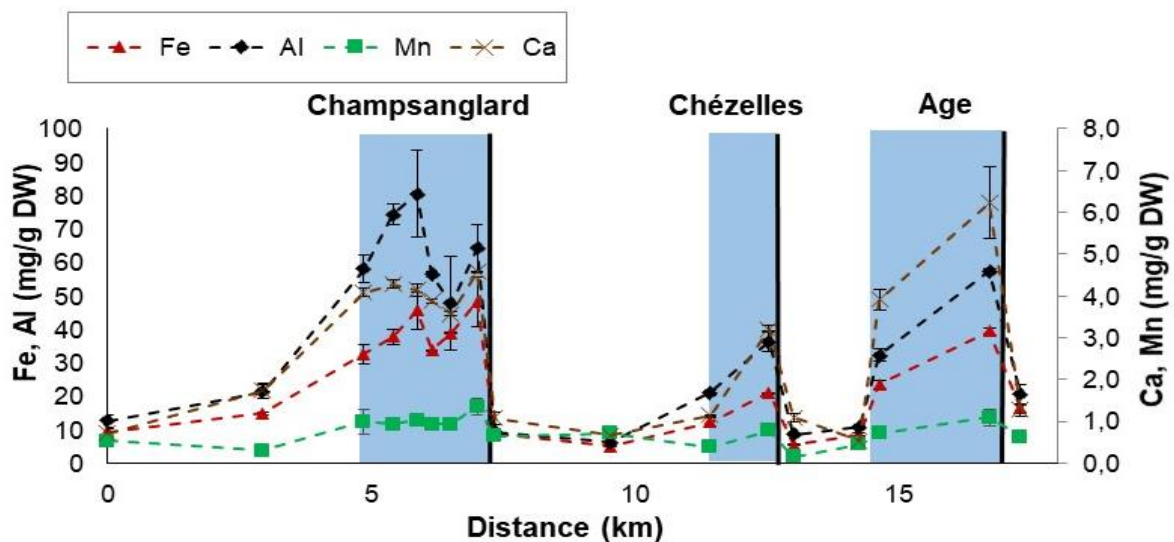 Fe Al Mn Ca
Champsanglard Chézelles Age
100 8,0
90 7,0
80 6,0
70 5,0
60 4,0
50 3,0
40 2,0
30 1,0
20 0,0
10
0
Fe, Al (mg/g DW)
Ca, Mn (mg/g DW)
0 5 10 15
Distance (km)